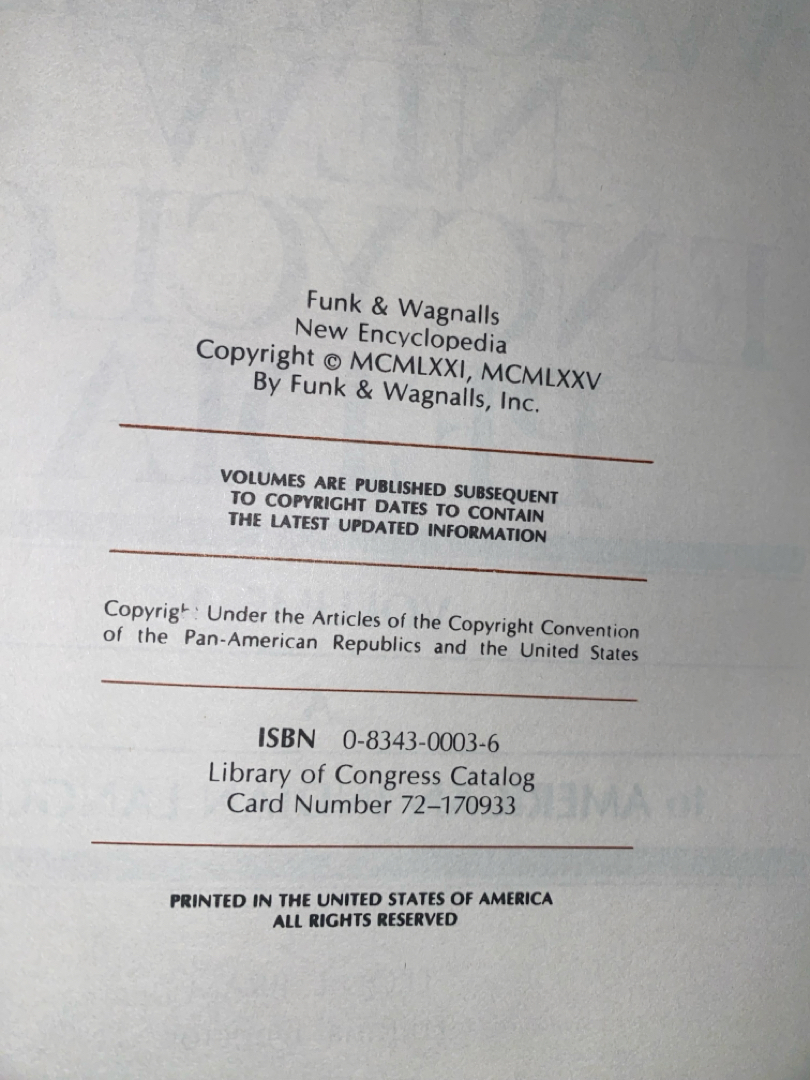 Funk & Wagnalls
New Encyclopedia
Copyright © MCMLXXI, MCMLXXV
By Funk & Wagnalls, Inc.
VOLUMES ARE PUBLISHED SUBSEQUENT
TO COPYRIGHT DATES TO CONTAIN
THE LATEST UPDATED INFORMATION
Copyright: Under the Articles of the Copyright Convention
of the Pan-American Republics and the United States
ISBN 0-8343-0003-6
Library of Congress Catalog
Card Number 72–170933
PRINTED IN THE UNITED STATES OF AMERICA
ALL RIGHTS RESERVED